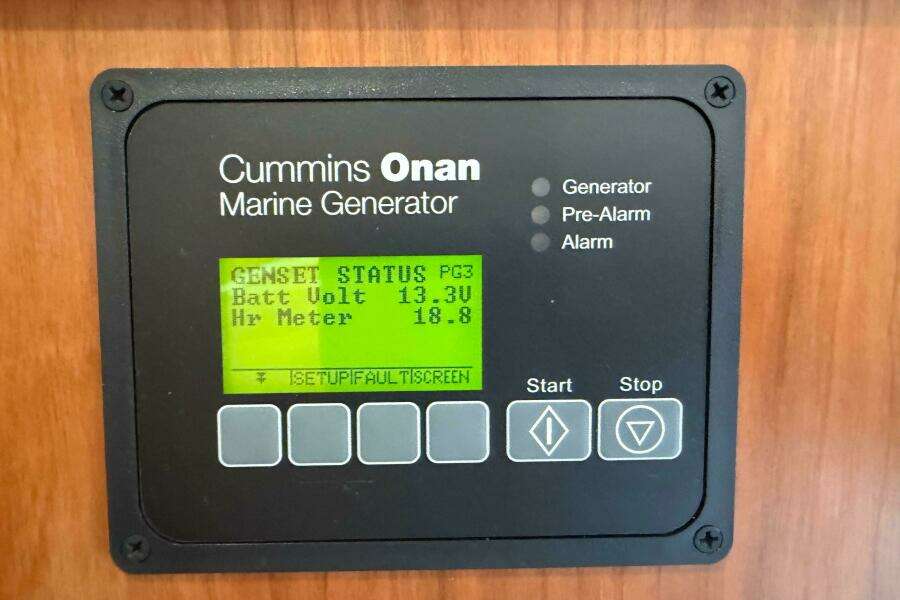 Cummins Onan
Marine Generator
Generator
Pre-Alarm
Alarm
GENSET STATUS PG3
Batt Volt 13.3V
Hr Meter 18.8
SETUP FAULT SCREEN
Start
Stop